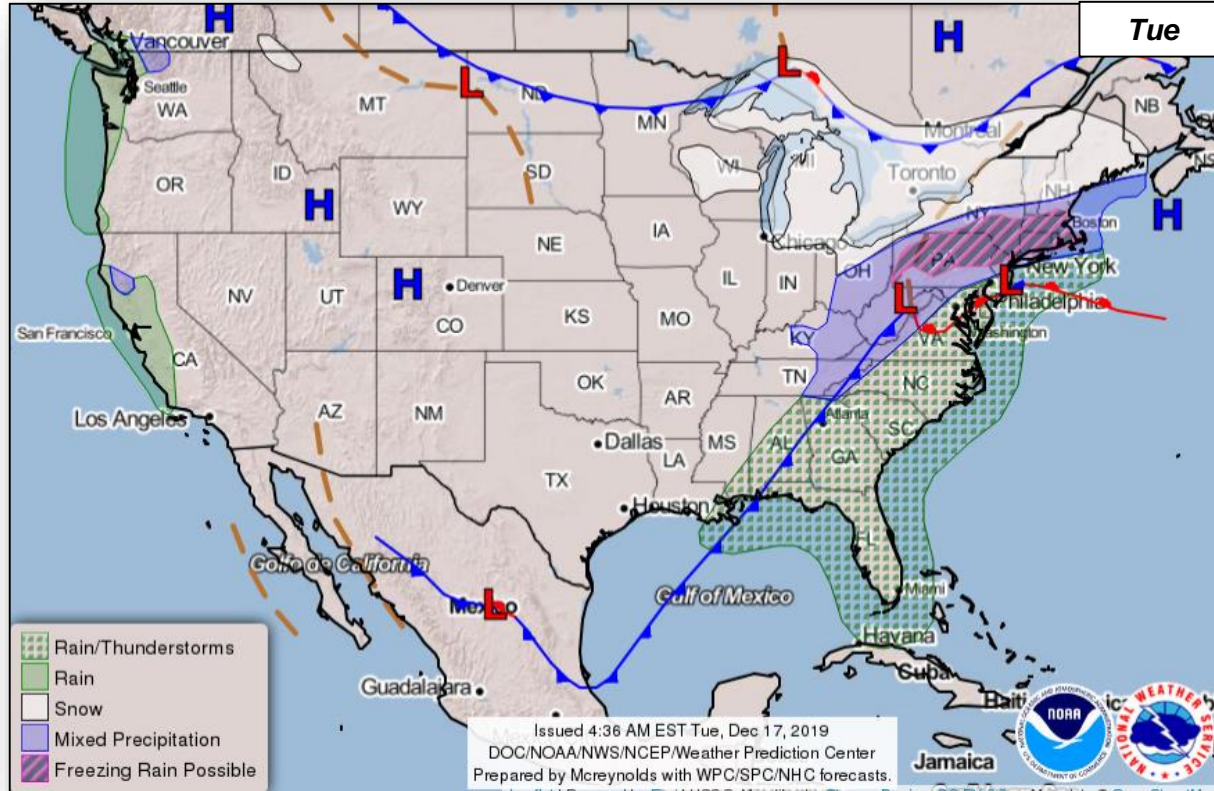 Tue
H
H
Vancouver
Seattle
WA
MT
L
ND
MN
L
NB
OR
ID
WY
SD
WI
MI
Montreal
Toronto
NH
NS
H
H
NE
IA
Chicago
NY
Boston
H
Denver
IL
IN
OH
PA
New York
NV
UT
CO
KS
MO
KY
L
L
Philadelphia
VA
Washington
San Francisco
CA
OK
TN
NC
Los Angeles
AZ
NM
AR
Atlanta
SC
Dallas
MS
AL
GA
TX
LA
Houston
FL
Golfo de California
Gulf of Mexico
Miami
Mexico
L
Havana
Cuba
Guadalajara
Jamaica
Rain/Thunderstorms
Rain
Snow
Mixed Precipitation
Freezing Rain Possible
Issued 4:36 AM EST Tue, Dec 17, 2019
DOC/NOAA/NWS/NCEP/Weather Prediction Center
Prepared by Mcreynolds with WPC/SPC/NHC forecasts.
NOAA
NATIONAL WEATHER SERVICE